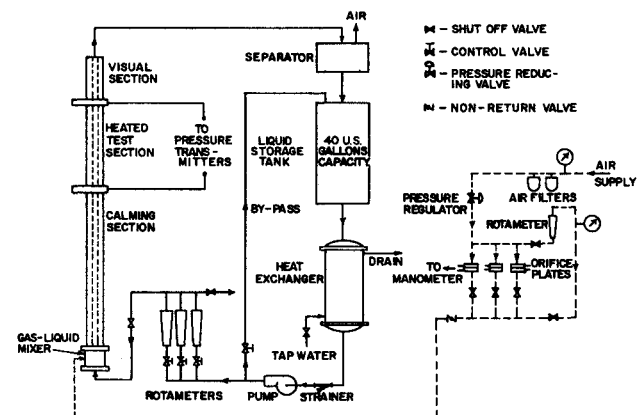 AIR
VISUAL
SECTION
SEPARATOR
- SHUT OFF VALVE
- CONTROL VALVE
- PRESSURE REDUC-
ING VALVE
- NON-RETURN VALVE
HEATED
TEST
SECTION
TO
PRESSURE
TRANS-
MITTERS
LIQUID
STORAGE
TANK
40 U.S.
GALLONS
CAPACITY
AIR
SUPPLY
AIR FILTERS
PRESSURE
REGULATOR
ROTAMETER
CALMING
SECTION
BY-PASS
HEAT
EXCHANGER
DRAIN
TO
MANOMETER
ORIFICE
PLATES
GAS-LIQUID
MIXER
TAP WATER
ROTAMETERS
PUMP
STRAINER